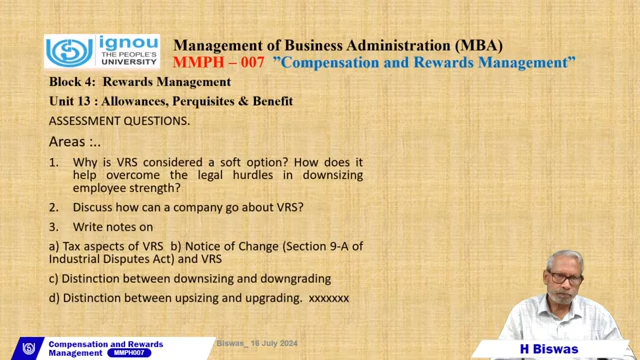 ignou
THE PEOPLE'S
UNIVERSITY
Management of Business Administration (MBA)
MMPH – 007 ”Compensation and Rewards Management”
Block 4: Rewards Management
Unit 13 : Allowances, Perquisites & Benefit
ASSESSMENT QUESTIONS.
Areas :..
1. Why is VRS considered a soft option? How does it
help overcome the legal hurdles in downsizing
employee strength?
2. Discuss how can a company go about VRS?
3. Write notes on
a) Tax aspects of VRS b) Notice of Change (Section 9-A of
Industrial Disputes Act) and VRS
c) Distinction between downsizing and downgrading
d) Distinction between upsizing and upgrading. xxxxxxx
Compensation and Rewards
Management MMPH007
Biswas_ 16 July 2024
H Biswas